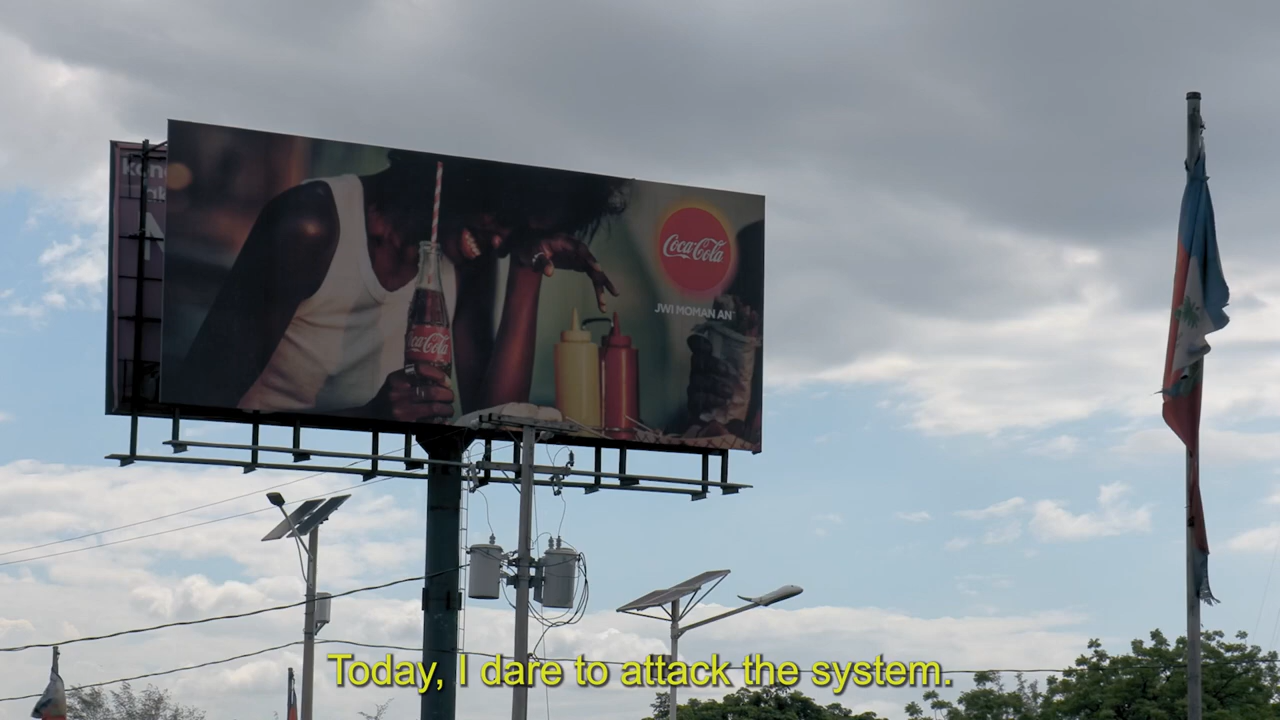 Coca-Cola
JWI MOMAN AN
Coca-Cola
Today, I dare to attack the system.